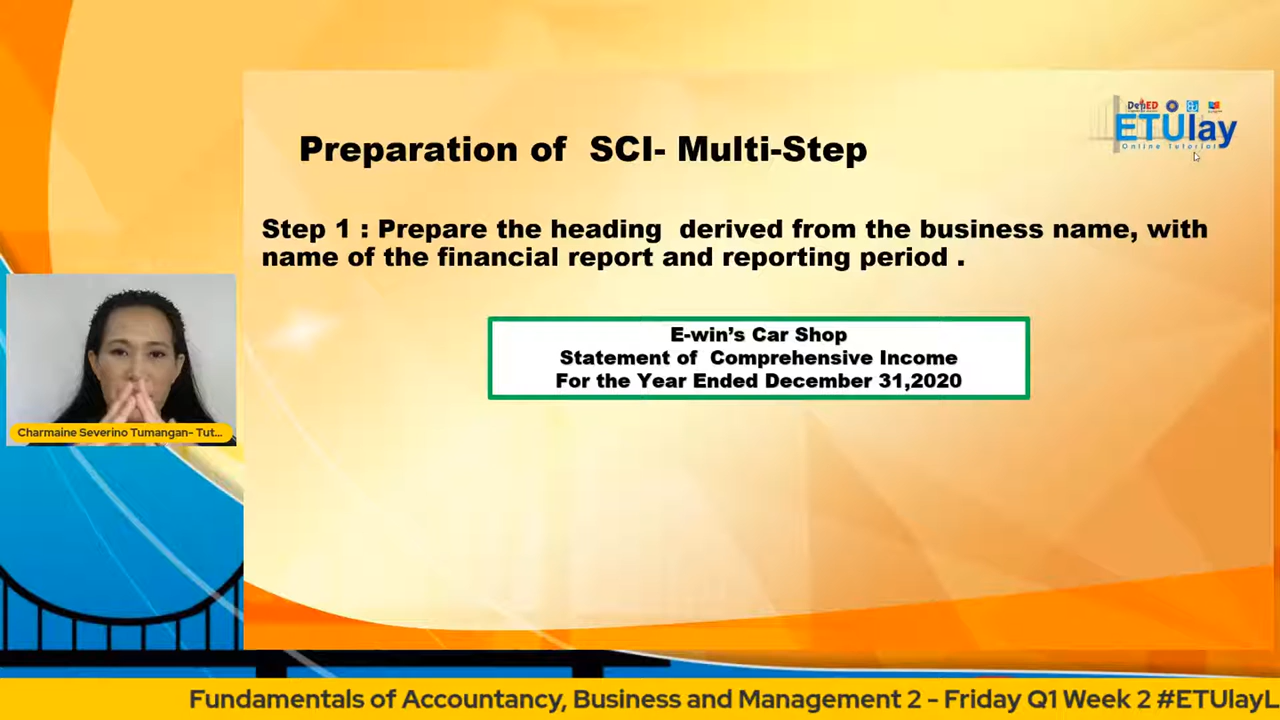 DepED
ETUlay
Online Tutorial
Preparation of SCI- Multi-Step
Step 1 : Prepare the heading derived from the business name, with
name of the financial report and reporting period .
E-win's Car Shop
Statement of Comprehensive Income
For the Year Ended December 31,2020
Charmaine Severino Tumangan- Tut...
Fundamentals of Accountancy, Business and Management 2 - Friday Q1 Week 2 #ETUlayL